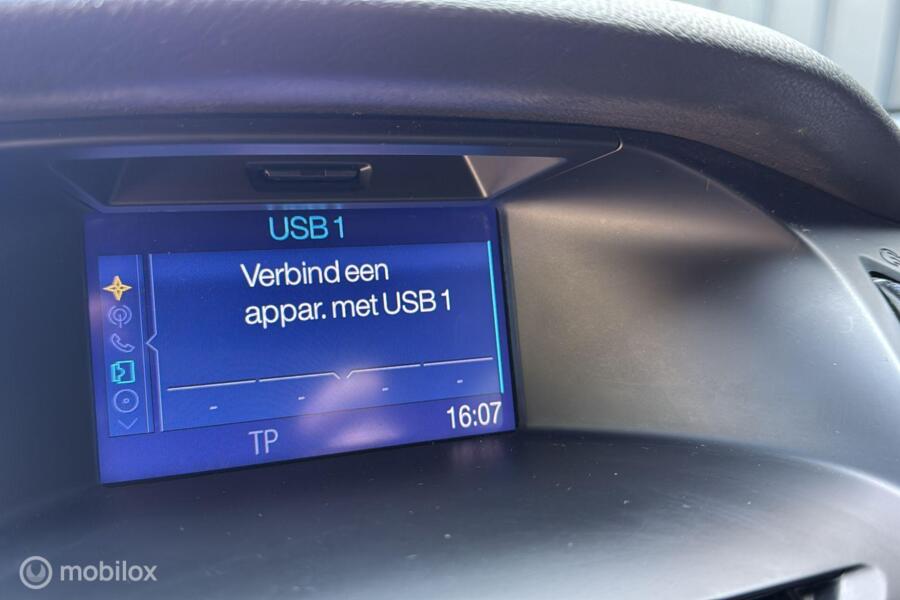 USB 1
Verbind een
appar. met USB 1
- - - -
16:07
TP
mobilox